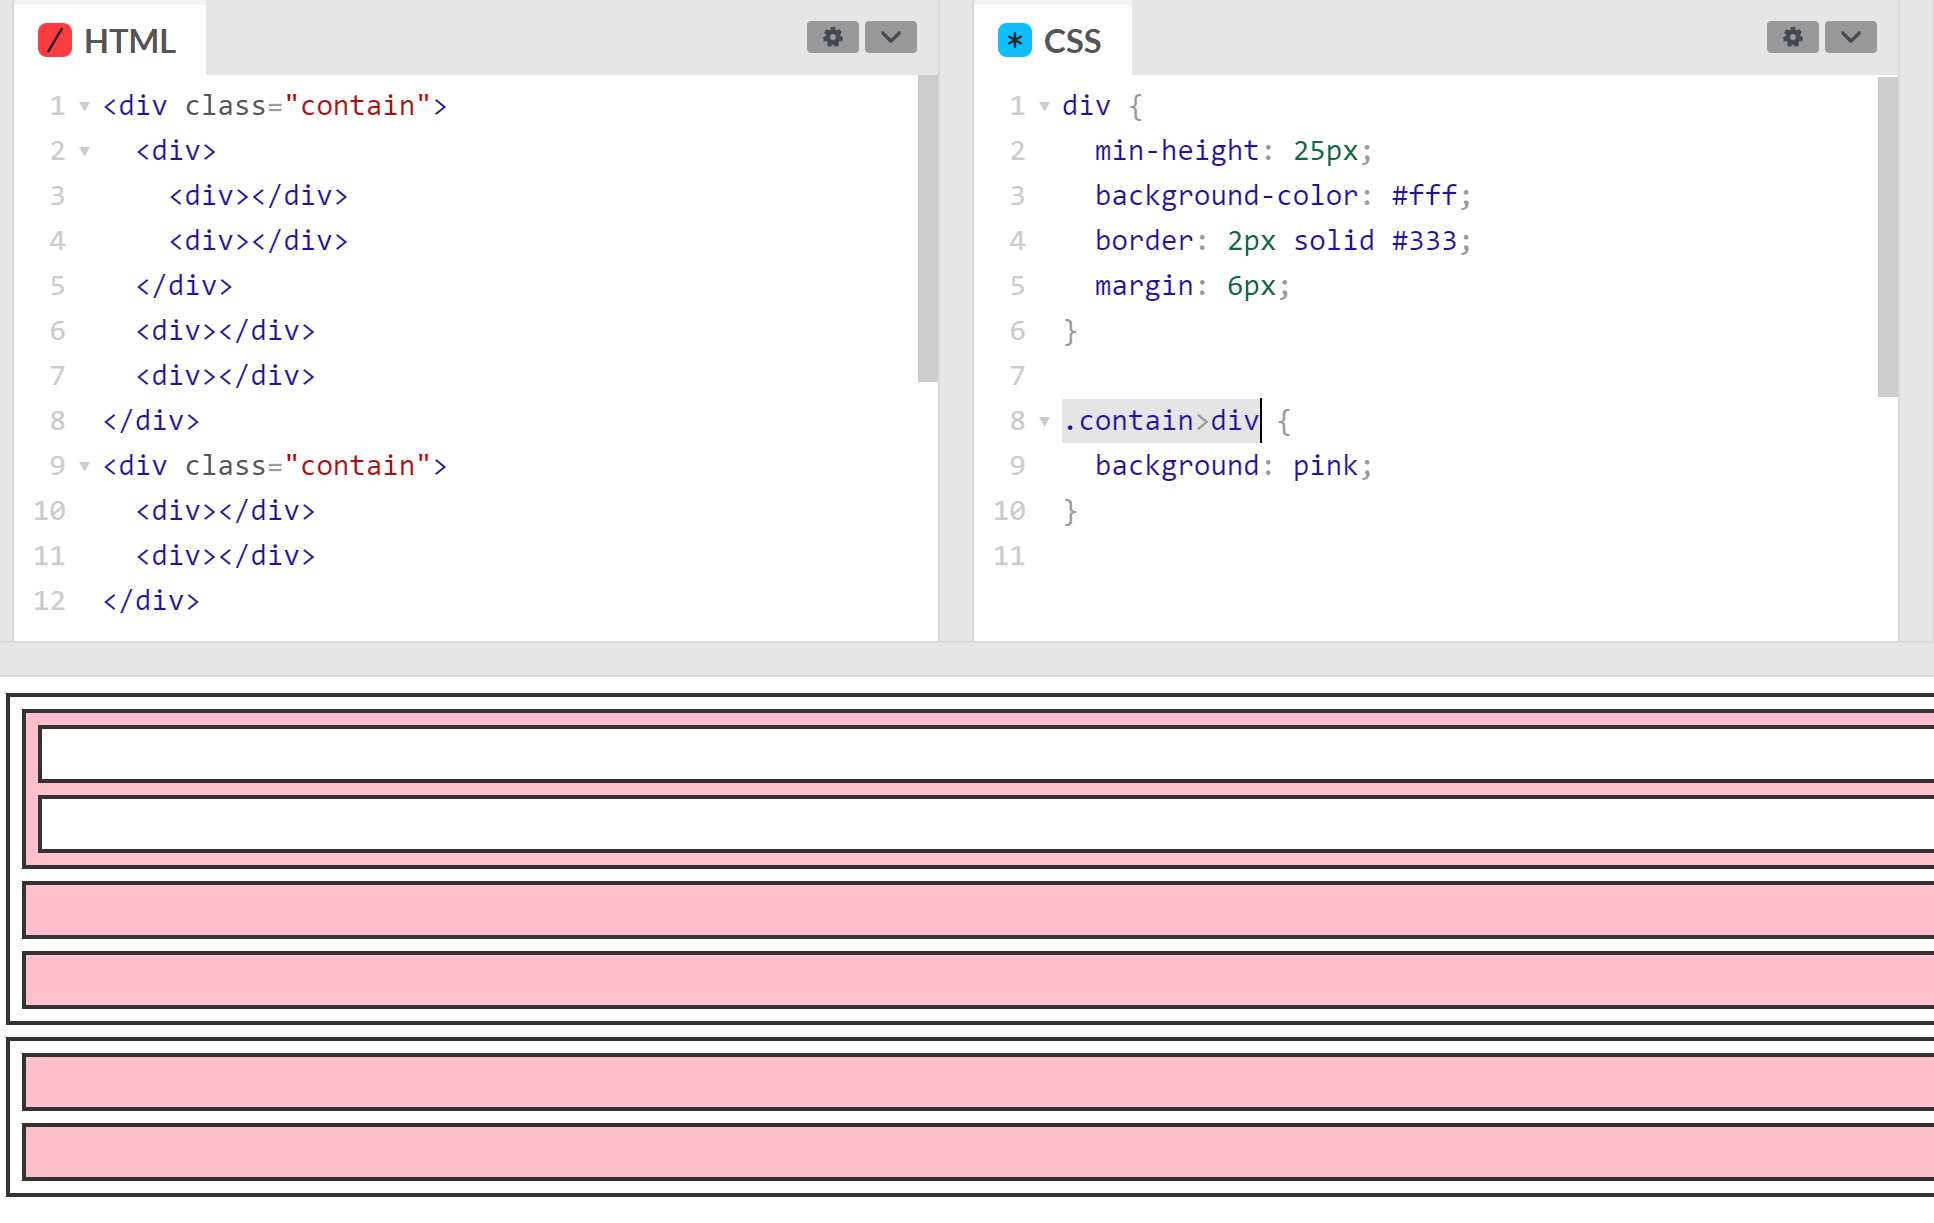 HTML
1 <div class="contain">
2 <div>
3 <div></div>
4 <div></div>
5 </div>
6 <div></div>
7 <div></div>
8 </div>
9 <div class="contain">
10 <div></div>
11 <div></div>
12 </div>
* CSS
1 div {
2 min-height: 25px;
3 background-color: #fff;
4 border: 2px solid #333;
5 margin: 6px;
6 }
7
8 .contain>div {
9 background: pink;
10 }
11